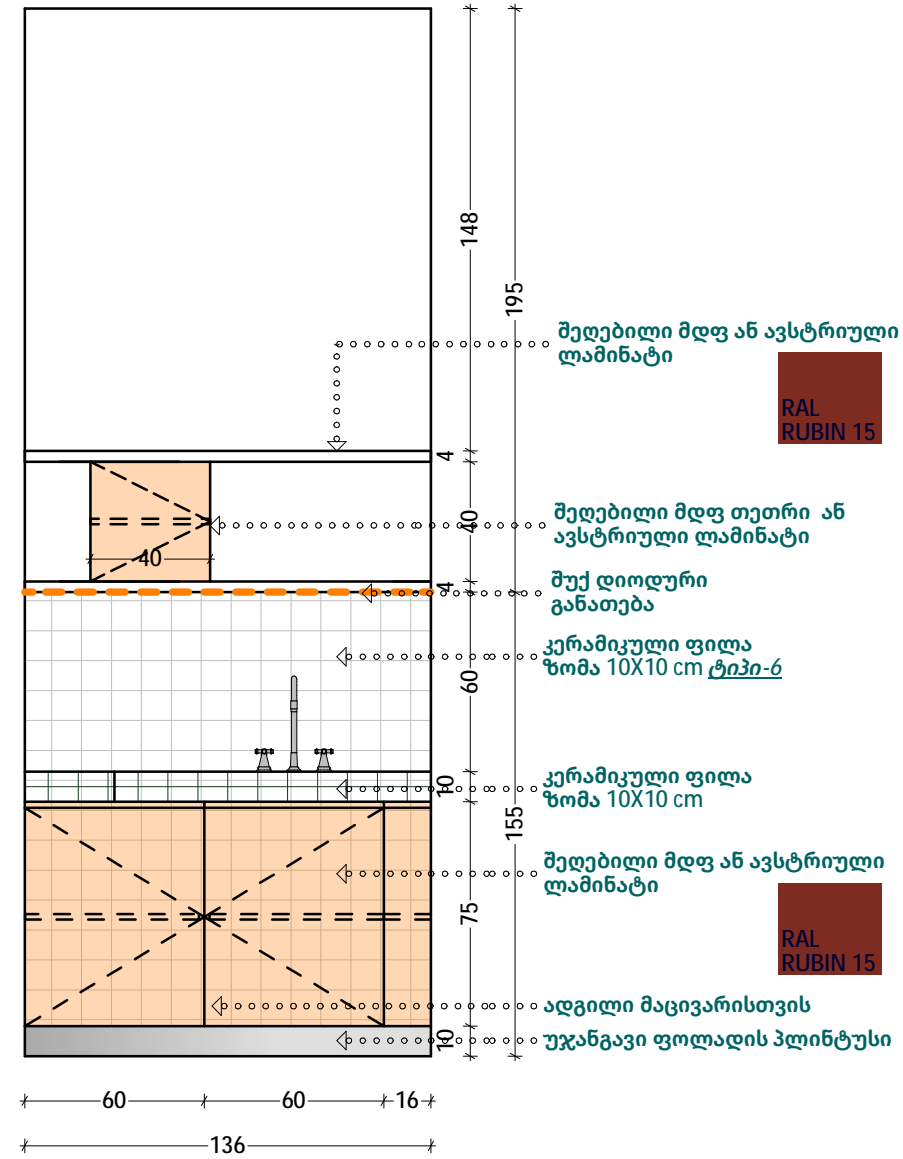 148
195
შეღებილი მდფ ან ავსტრიული
ლამინატი
RAL
RUBIN 15
4
40
40
შეღებილი მდფ თეთრი ან
ავსტრიული ლამინატი
4
შუქ დიოდური
განათება
კერამიკული ფილა
ზომა 10X10 cm ტიპი-6
60
10
კერამიკული ფილა
ზომა 10X10 cm
155
შეღებილი მდფ ან ავსტრიული
ლამინატი
75
RAL
RUBIN 15
ადგილი მაცივარისთვის
10
უჯანგავი ფოლადის პლინტუსი
60
60
16
136